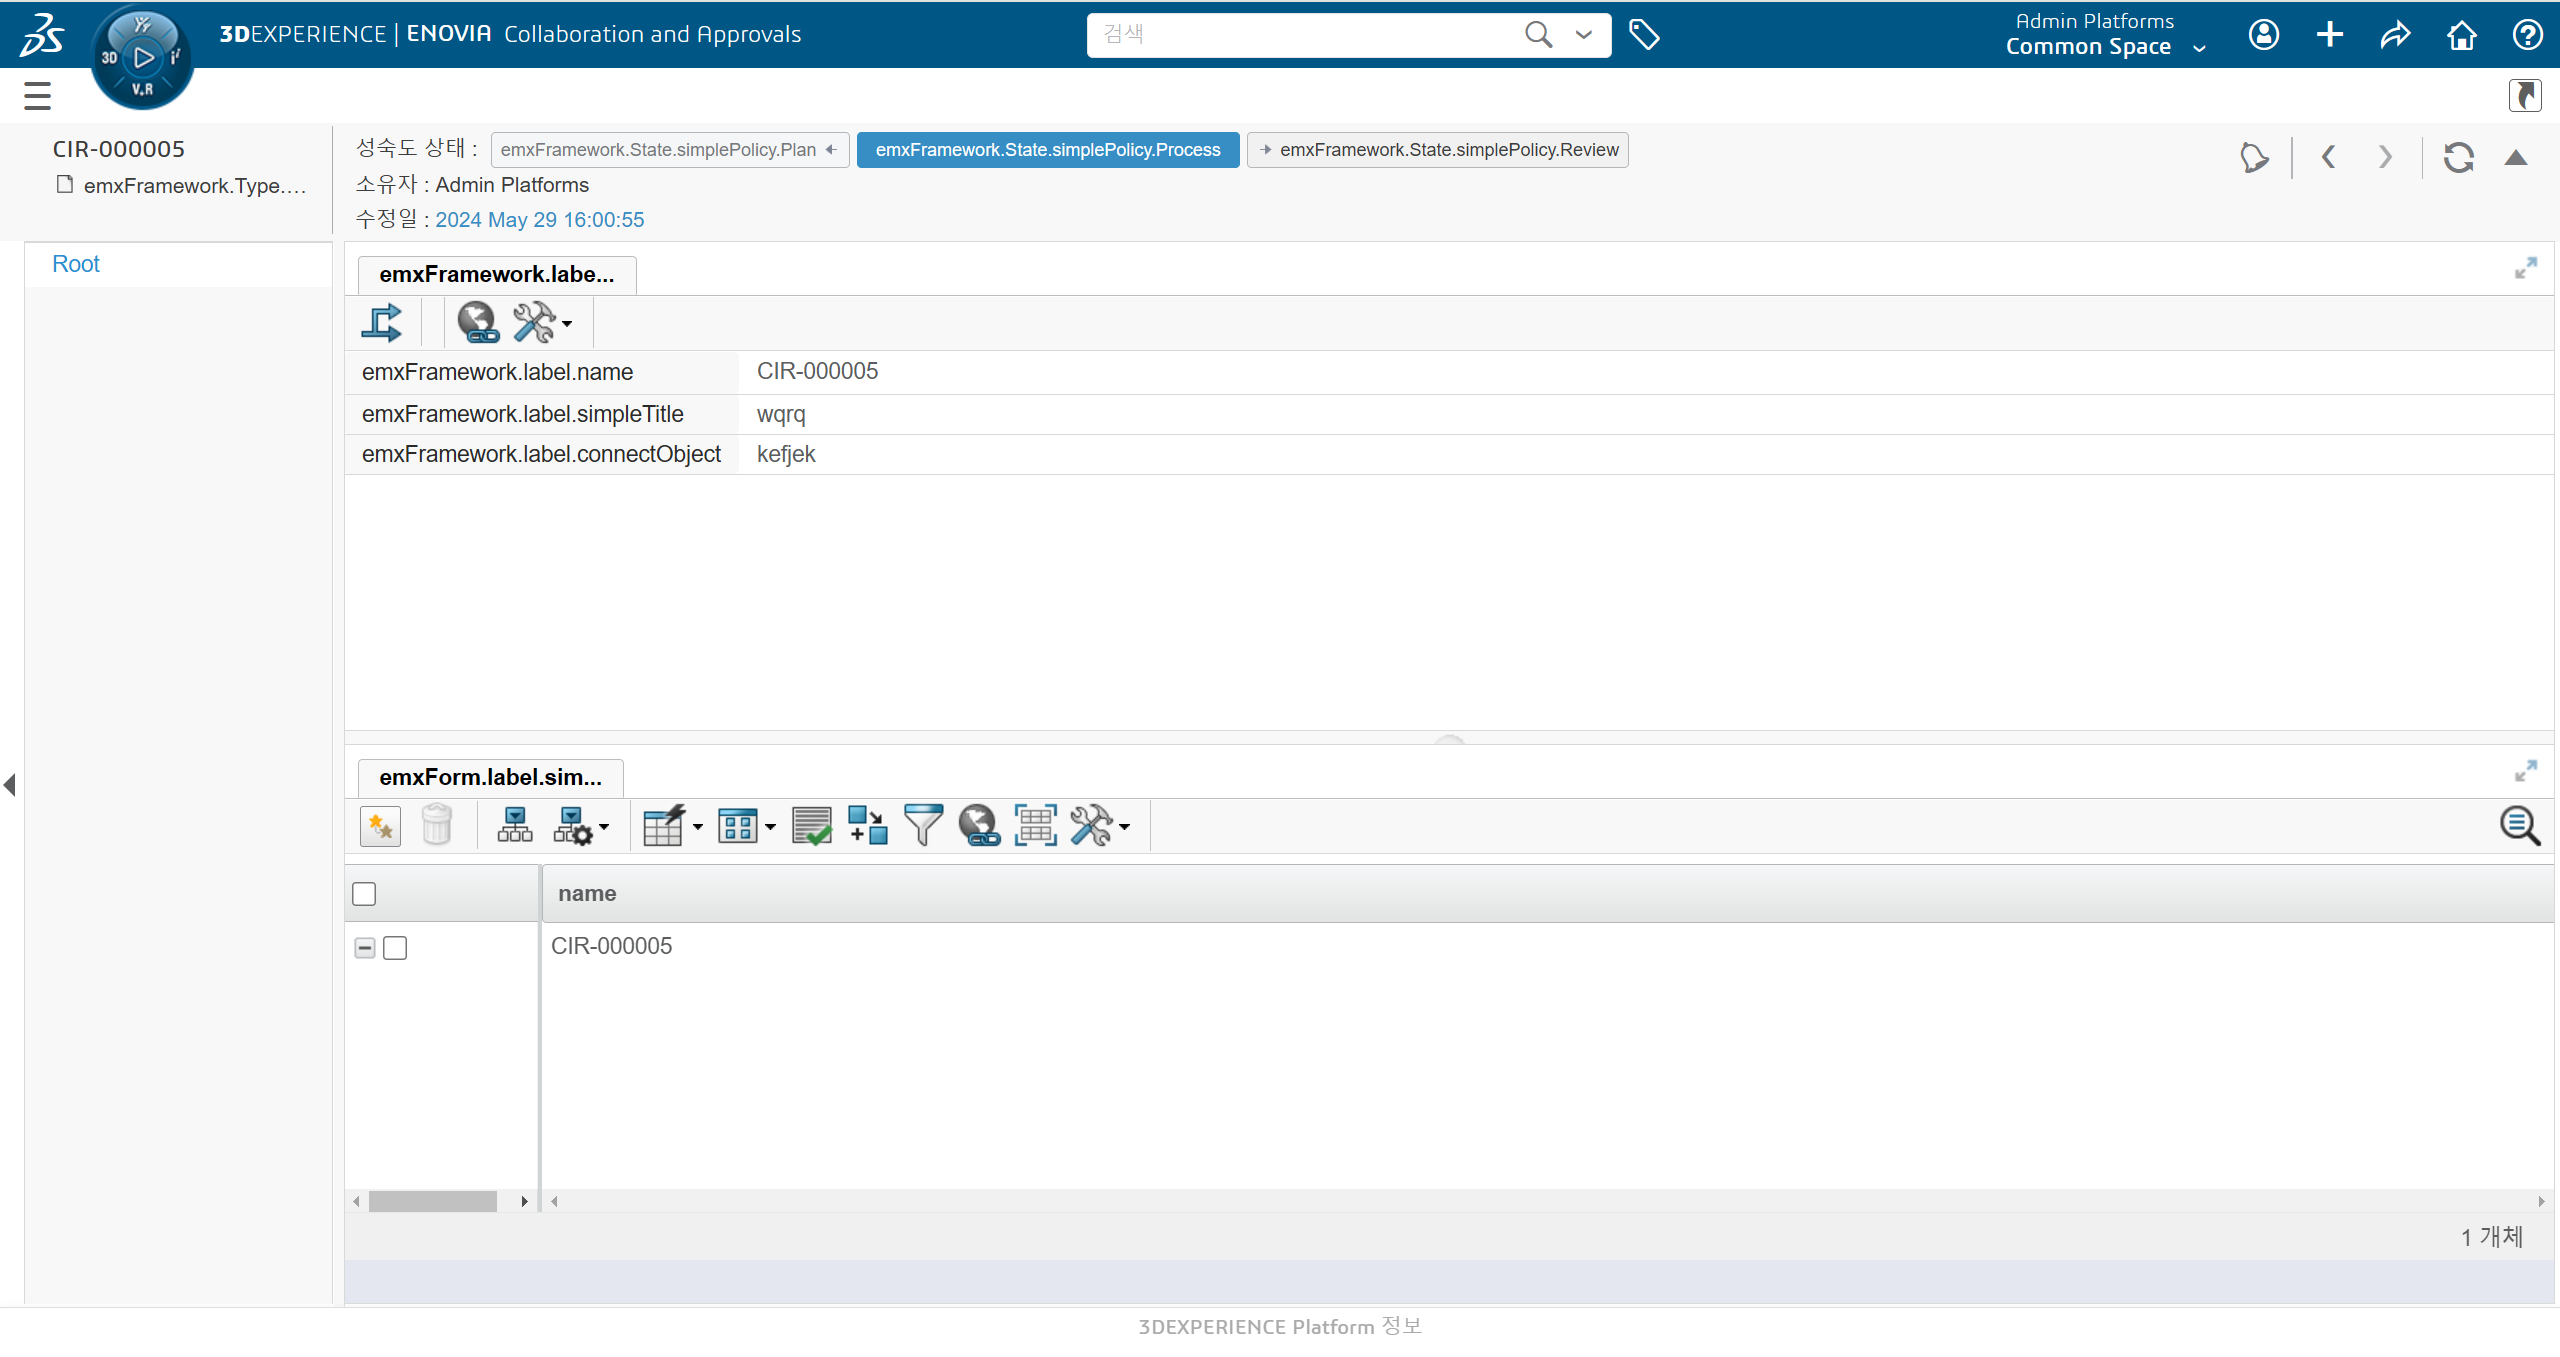 3DEXPERIENCE | ENOVIA Collaboration and Approvals
검색
Admin Platforms
Common Space
3D
V.R
CIR-000005
emxFramework.Type....
성숙도 상태 :
emxFramework.State.simplePolicy.Plan
emxFramework.State.simplePolicy.Process
emxFramework.State.simplePolicy.Review
소유자 : Admin Platforms
수정일 : 2024 May 29 16:00:55
Root
emxFramework.labe...
emxFramework.label.name CIR-000005
emxFramework.label.simpleTitle wqrq
emxFramework.label.connectObject kefjek
emxForm.label.sim...
name
CIR-000005
1 개체
3DEXPERIENCE Platform 정보